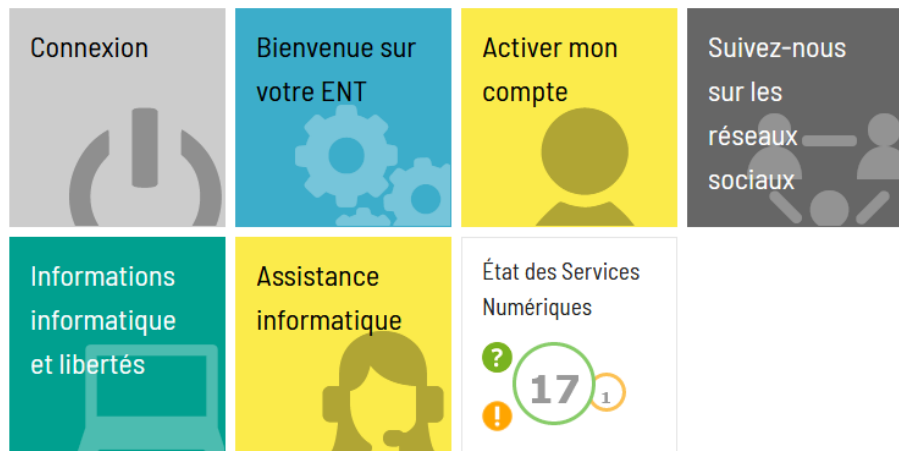 Connexion
Bienvenue sur
votre ENT
Activer mon
compte
Suivez-nous
sur les
réseaux
sociaux
Informations
informatique
et libertés
Assistance
informatique
État des Services
Numériques
?
17
1
!